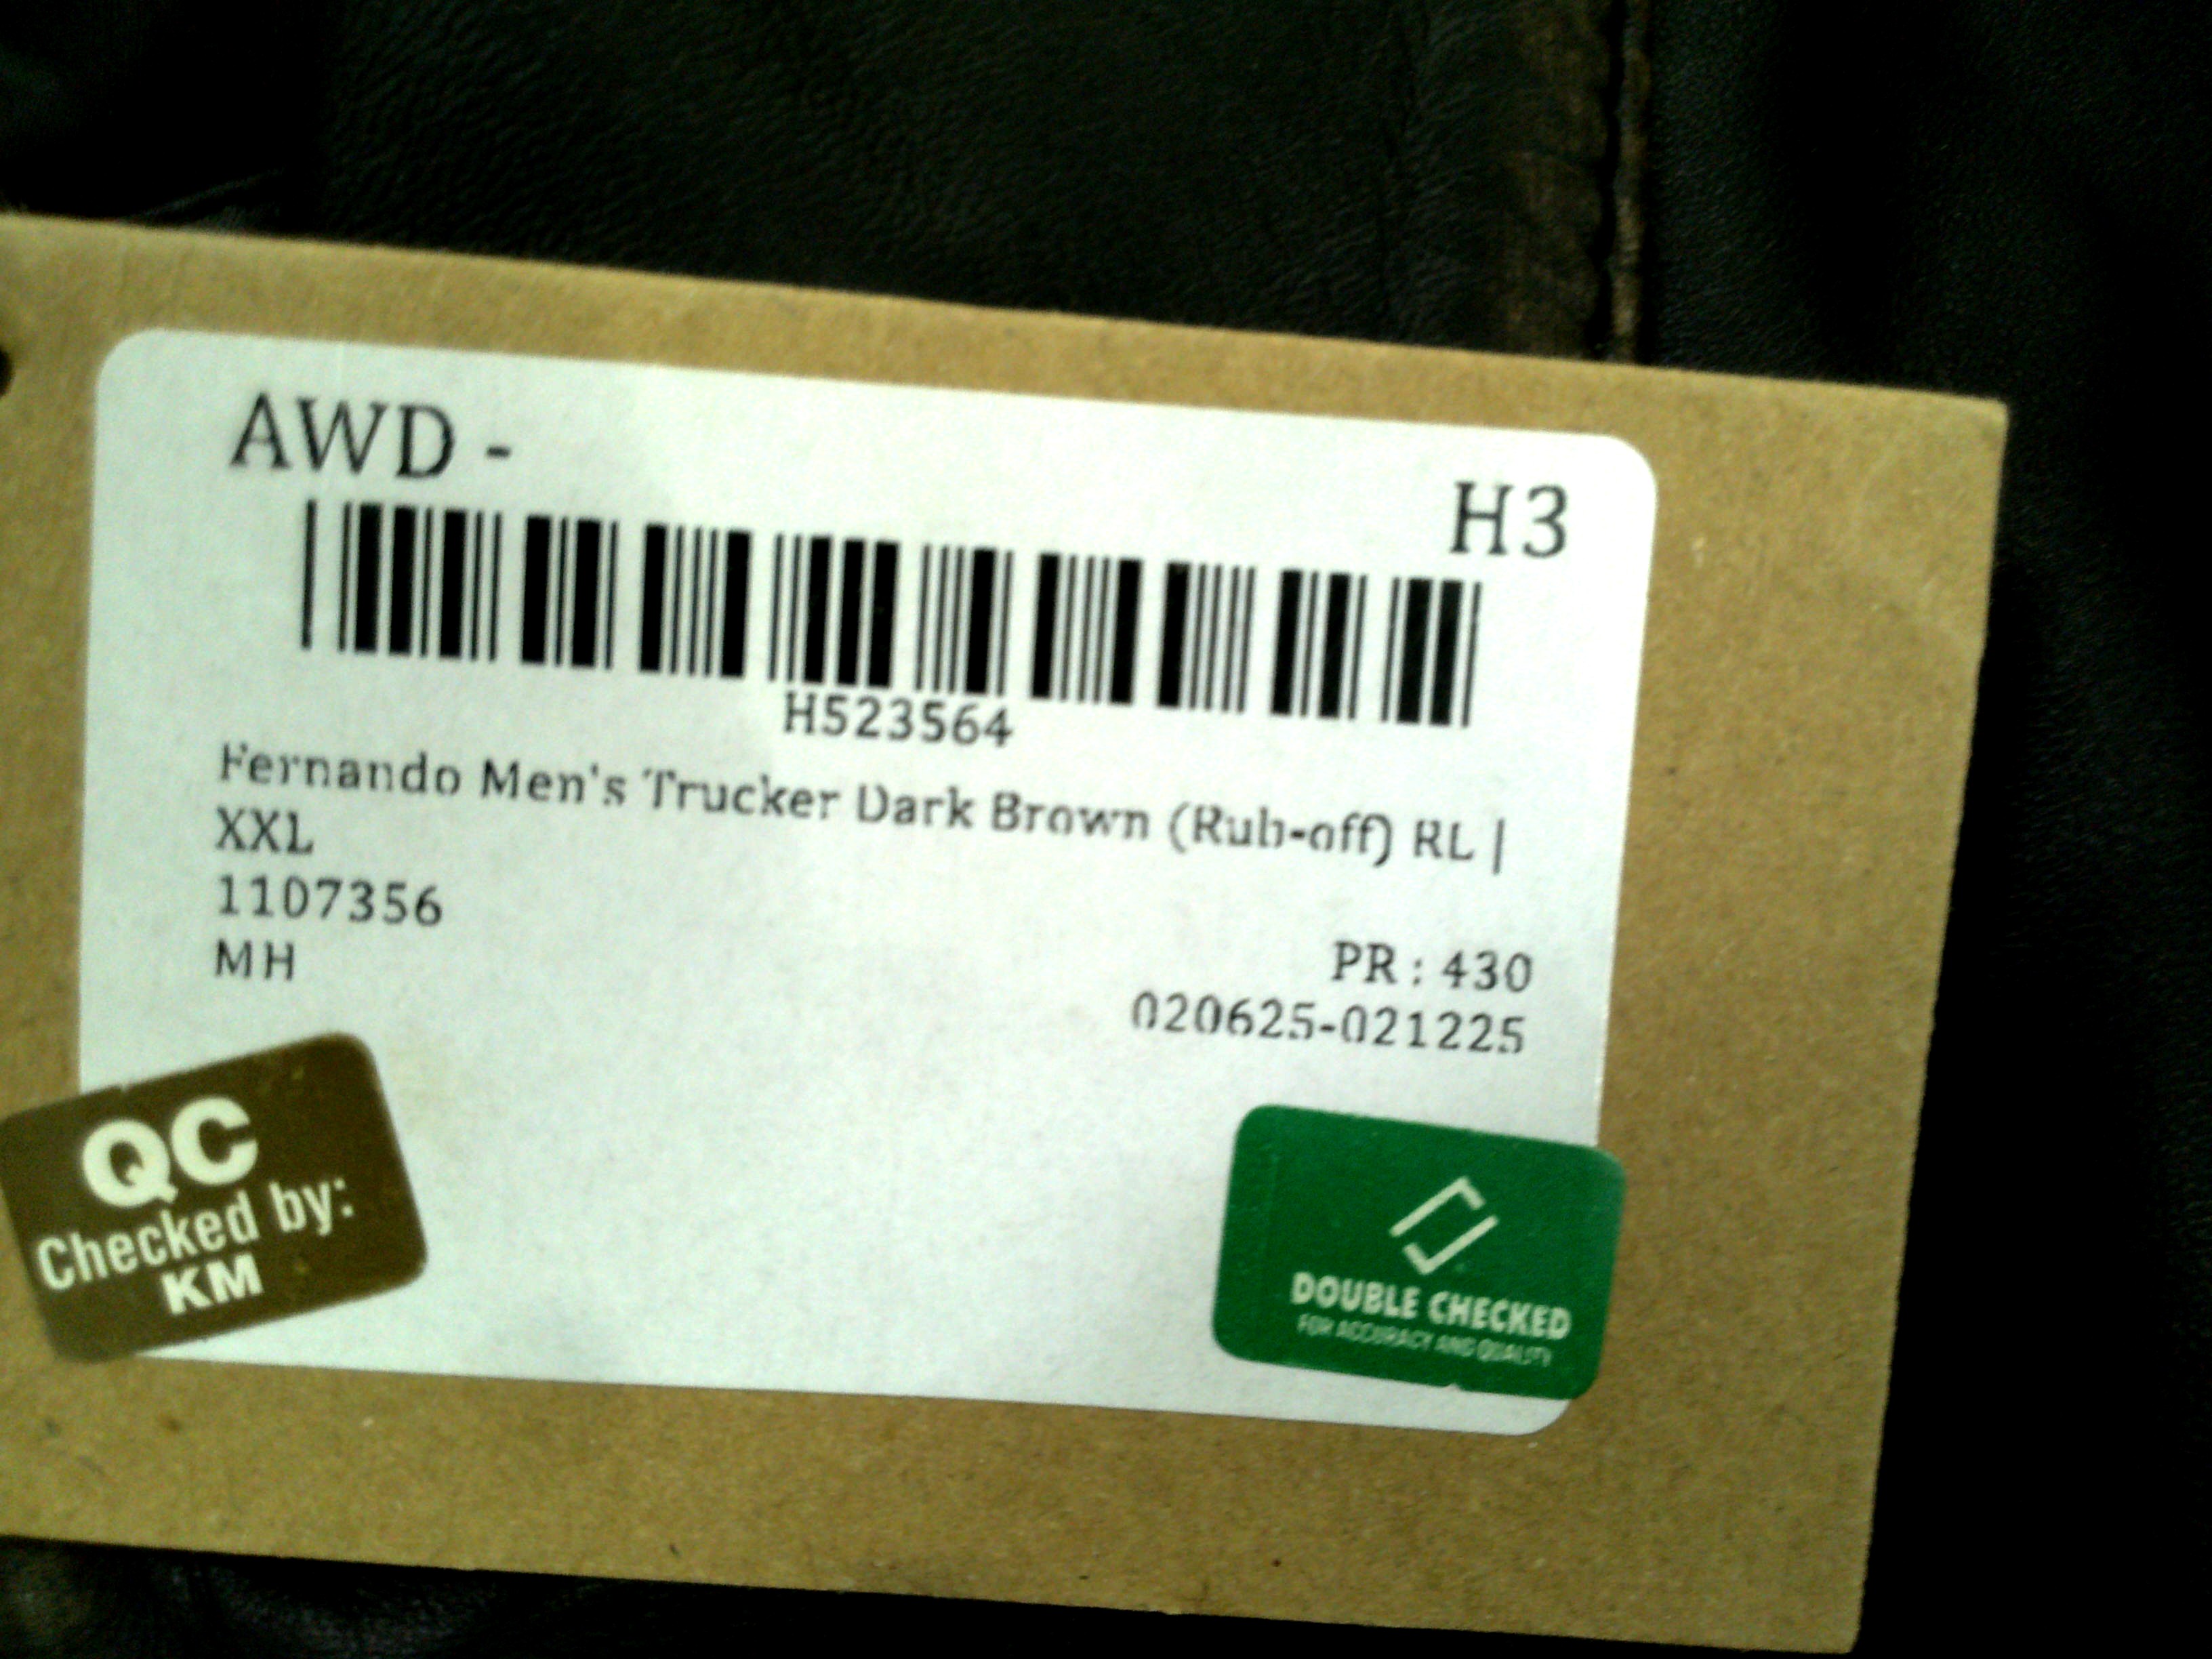 AWD -
H3
H523564
Fernando Men's Trucker Dark Brown (Rub-off) RL |
XXL
1107356
MH
PR : 430
020625-021225
QC
Checked by:
KM
DOUBLE CHECKED
FOR ACCURACY AND QUALITY